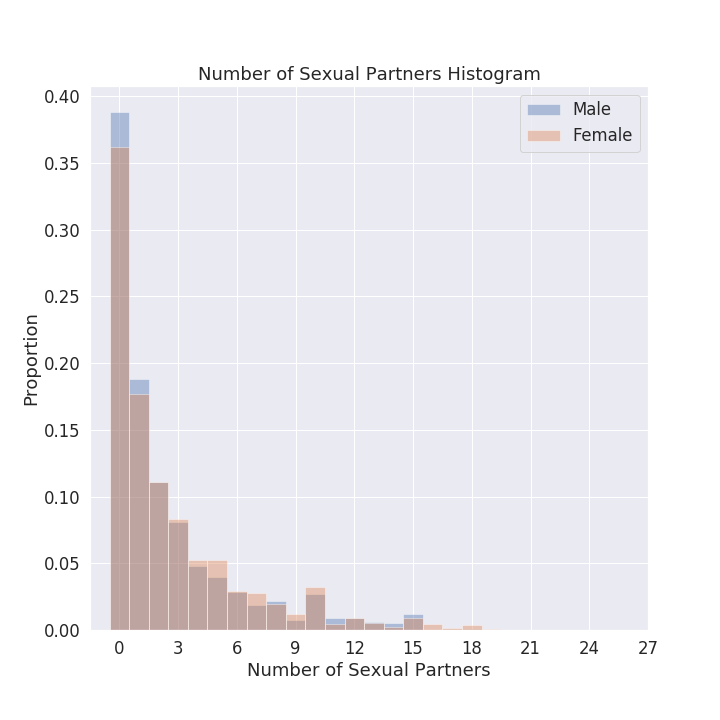 Number of Sexual Partners Histogram
Male
Female
0.40
0.35
0.30
0.25
0.20
0.15
0.10
0.05
0.00
Proportion
0 3 6 9 12 15 18 21 24 27
Number of Sexual Partners